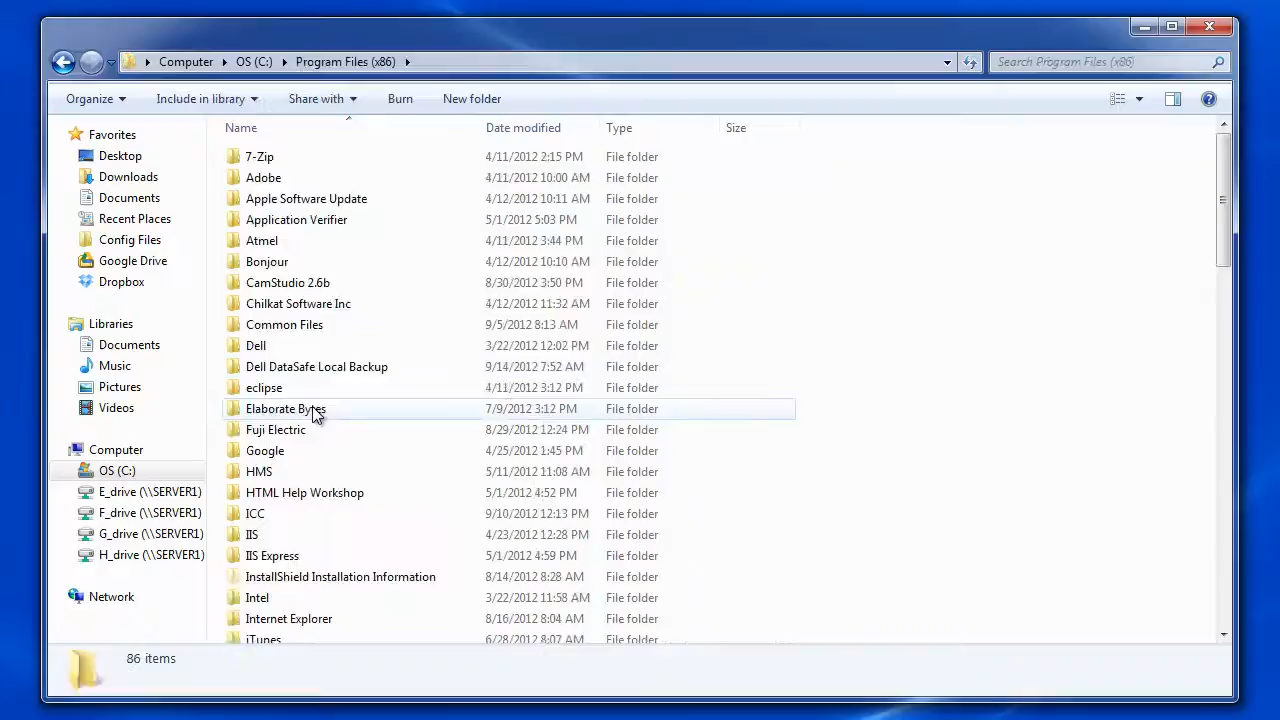 Computer OS (C:) Program Files (x86) Search Program Files (x86)
Organize Include in library Share with Burn New folder
Name Date modified Type Size
Favorites
Desktop
Downloads
Documents
Recent Places
Config Files
Google Drive
Dropbox
Libraries
Documents
Music
Pictures
Videos
Computer
OS (C:)
E_drive (\\SERVER1)
F_drive (\\SERVER1)
G_drive (\\SERVER1)
H_drive (\\SERVER1)
Network
7-Zip 4/11/2012 2:15 PM File folder
Adobe 4/11/2012 10:00 AM File folder
Apple Software Update 4/12/2012 10:11 AM File folder
Application Verifier 5/1/2012 5:03 PM File folder
Atmel 4/11/2012 3:44 PM File folder
Bonjour 4/12/2012 10:10 AM File folder
CamStudio 2.6b 8/30/2012 3:50 PM File folder
Chilkat Software Inc 4/12/2012 11:32 AM File folder
Common Files 9/5/2012 8:13 AM File folder
Dell 3/22/2012 12:02 PM File folder
Dell DataSafe Local Backup 9/14/2012 7:52 AM File folder
eclipse 4/11/2012 3:12 PM File folder
Elaborate Bytes 7/9/2012 3:12 PM File folder
Fuji Electric 8/29/2012 12:24 PM File folder
Google 4/25/2012 1:45 PM File folder
HMS 5/11/2012 11:08 AM File folder
HTML Help Workshop 5/1/2012 4:52 PM File folder
ICC 9/10/2012 12:13 PM File folder
IIS 4/23/2012 12:28 PM File folder
IIS Express 5/1/2012 4:59 PM File folder
InstallShield Installation Information 8/14/2012 8:28 AM File folder
Intel 3/22/2012 11:58 AM File folder
Internet Explorer 8/16/2012 8:04 AM File folder
iTunes 6/28/2012 8:07 AM File folder
86 items